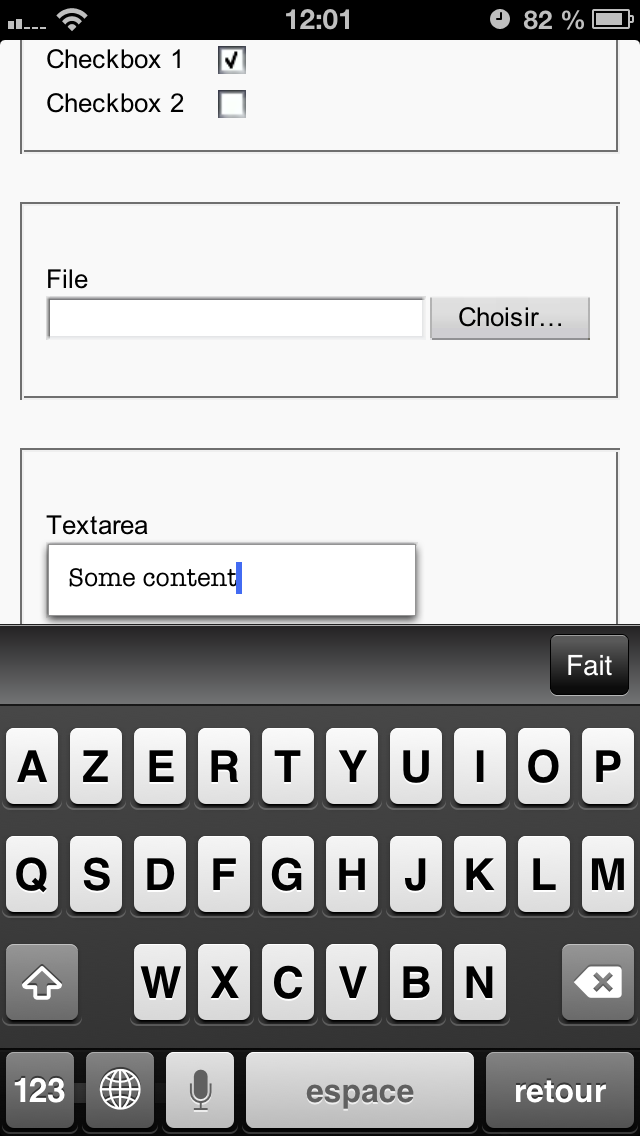 12:01 82 %
Checkbox 1
Checkbox 2
File
Choisir...
Textarea
Some content
Fait
A Z E R T Y U I O P
Q S D F G H J K L M
W X C V B N
123 espace retour